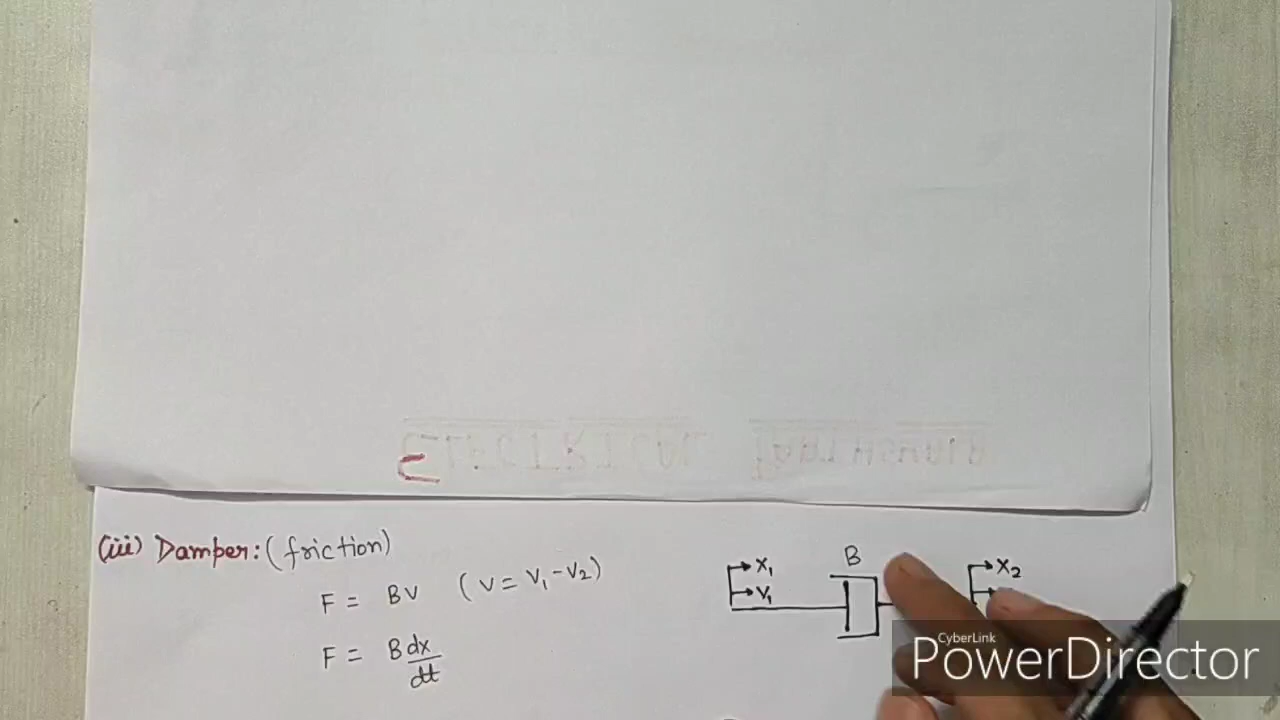 (iii) Damper: (friction)
F = BV (V = V₁-V₂)
F = B dx/dt
B
X₁
V₁
X₂
CyberLink
PowerDirector